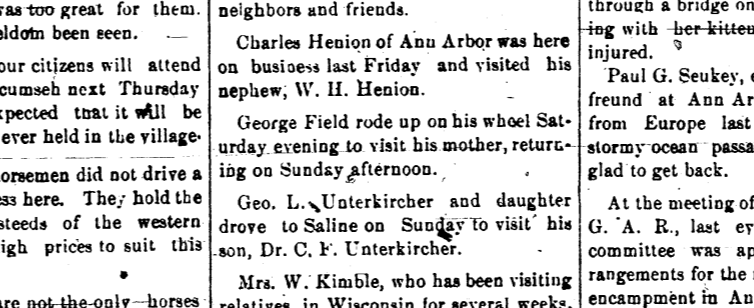 was too great for them.
seldom been seen.
our citizens will attend
cumseh next Thursday
xpected that it will be
ever held in the village.
orsemen did not drive a
ess here. They hold the
steeds of the western
igh prices to suit this
are not the only horses
neighbors and friends.
Charles Henion of Ann Arbor was here
on business last Friday and visited his
nephew, W. H. Henion.
George Field rode up on his wheel Sat-
urday evening to visit his mother, return-
ing on Sunday afternoon.
Geo. L. Unterkircher and daughter
drove to Saline on Sunday to visit his
son, Dr. C. F. Unterkircher.
Mrs. W. Kimble, who has been visiting
relatives in Wisconsin for several weeks,
through a bridge on
ing with her kitten
injured.
Paul G. Seukey,
freund at Ann Ar
from Europe last
stormy ocean passa
glad to get back.
At the meeting of
G. A. R., last ev
committee was ap
rangements for the
encampment in Au